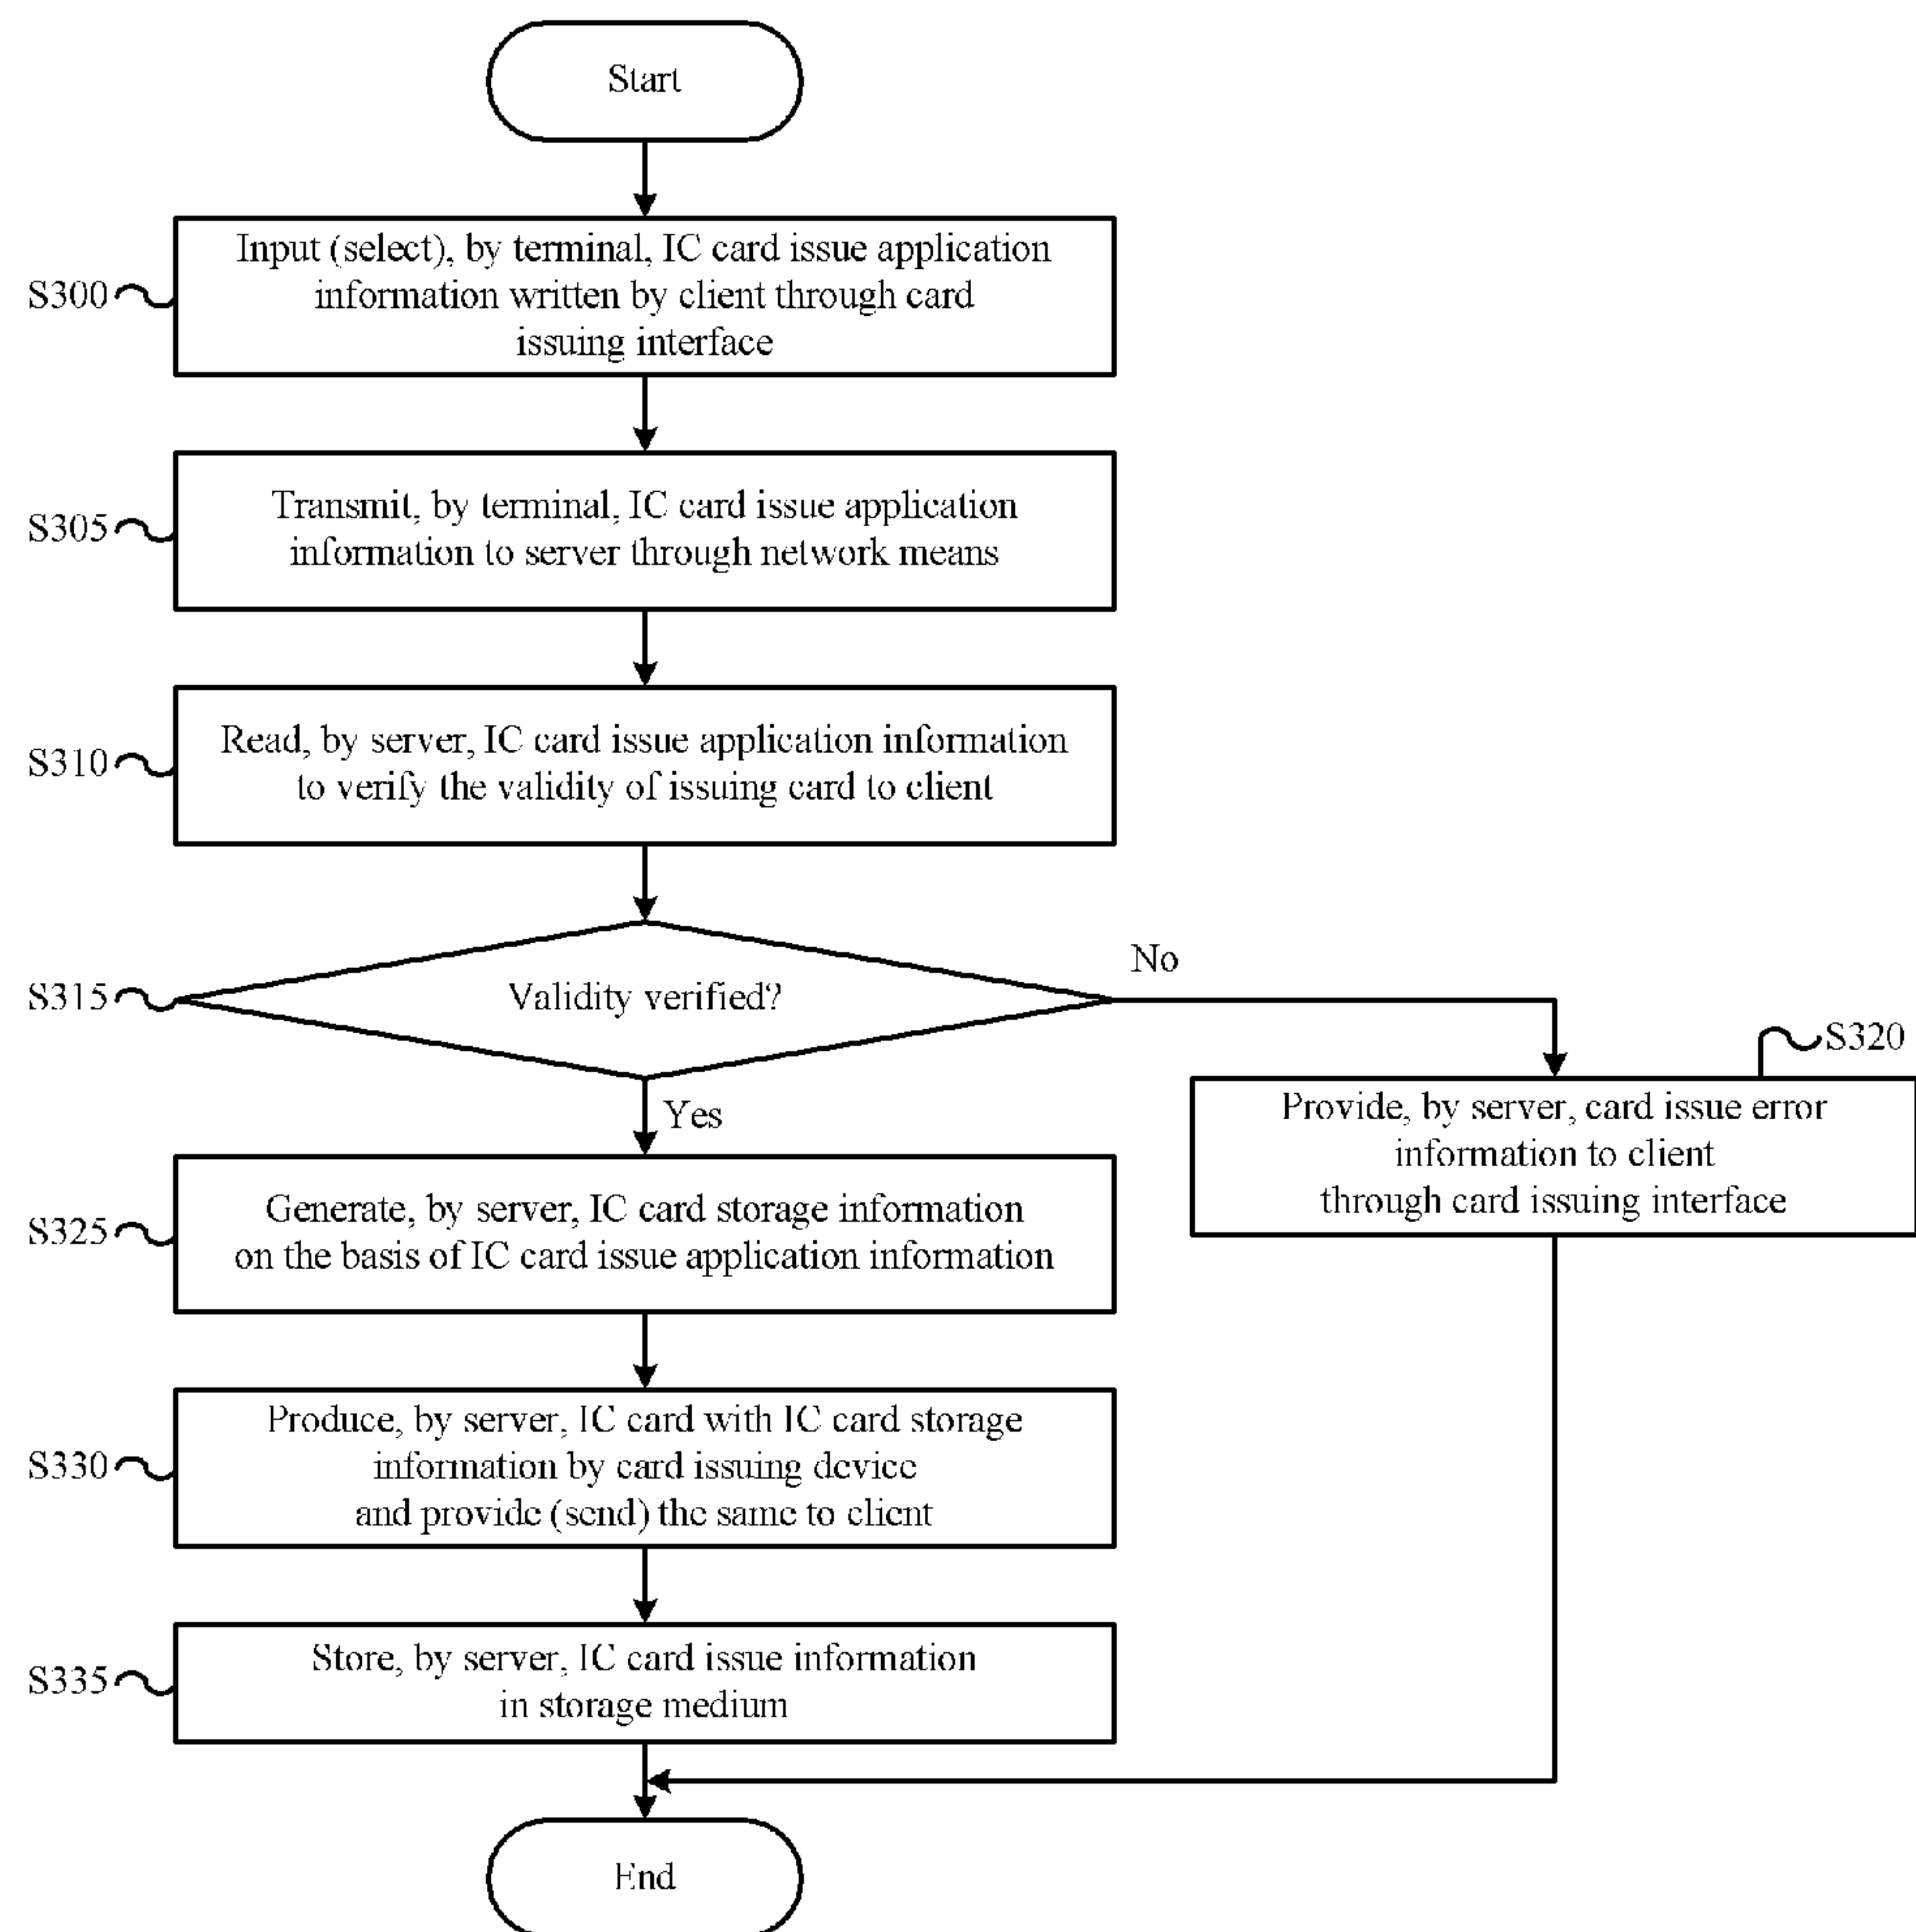 Start
S300
Input (select), by terminal, IC card issue application
information written by client through card
issuing interface
S305
Transmit, by terminal, IC card issue application
information to server through network means
S310
Read, by server, IC card issue application information
to verify the validity of issuing card to client
S315
Validity verified?
No
Yes
S320
Provide, by server, card issue error
information to client
through card issuing interface
S325
Generate, by server, IC card storage information
on the basis of IC card issue application information
S330
Produce, by server, IC card with IC card storage
information by card issuing device
and provide (send) the same to client
S335
Store, by server, IC card issue information
in storage medium
End